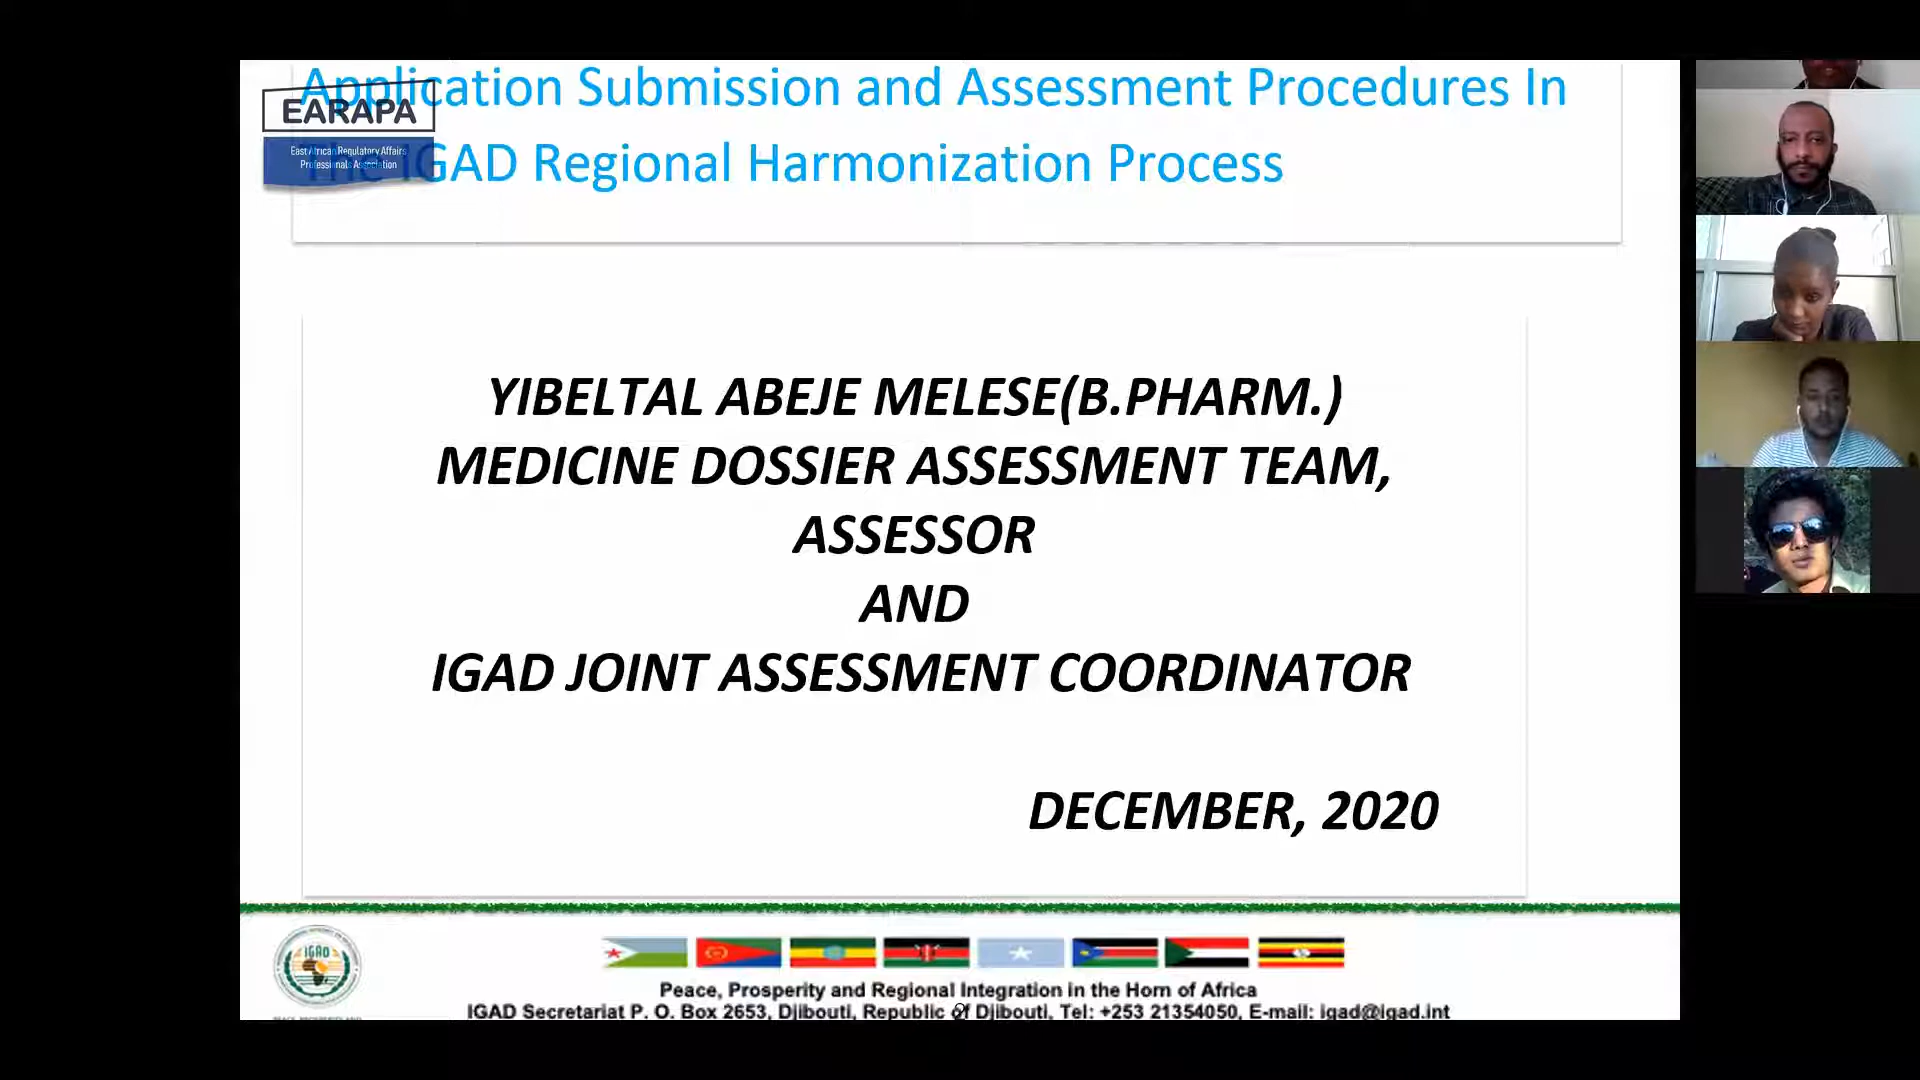 Application Submission and Assessment Procedures In
The IGAD Regional Harmonization Process
EARAPA
East African Regulatory Affairs
Professionals Association
YIBELTAL ABEJE MELESE(B.PHARM.)
MEDICINE DOSSIER ASSESSMENT TEAM,
ASSESSOR
AND
IGAD JOINT ASSESSMENT COORDINATOR
DECEMBER, 2020
IGAD
Peace, Prosperity and Regional Integration in the Horn of Africa
IGAD Secretariat P. O. Box 2653, Djibouti, Republic of Djibouti, Tel: +253 21354050, E-mail: igad@igad.int
2